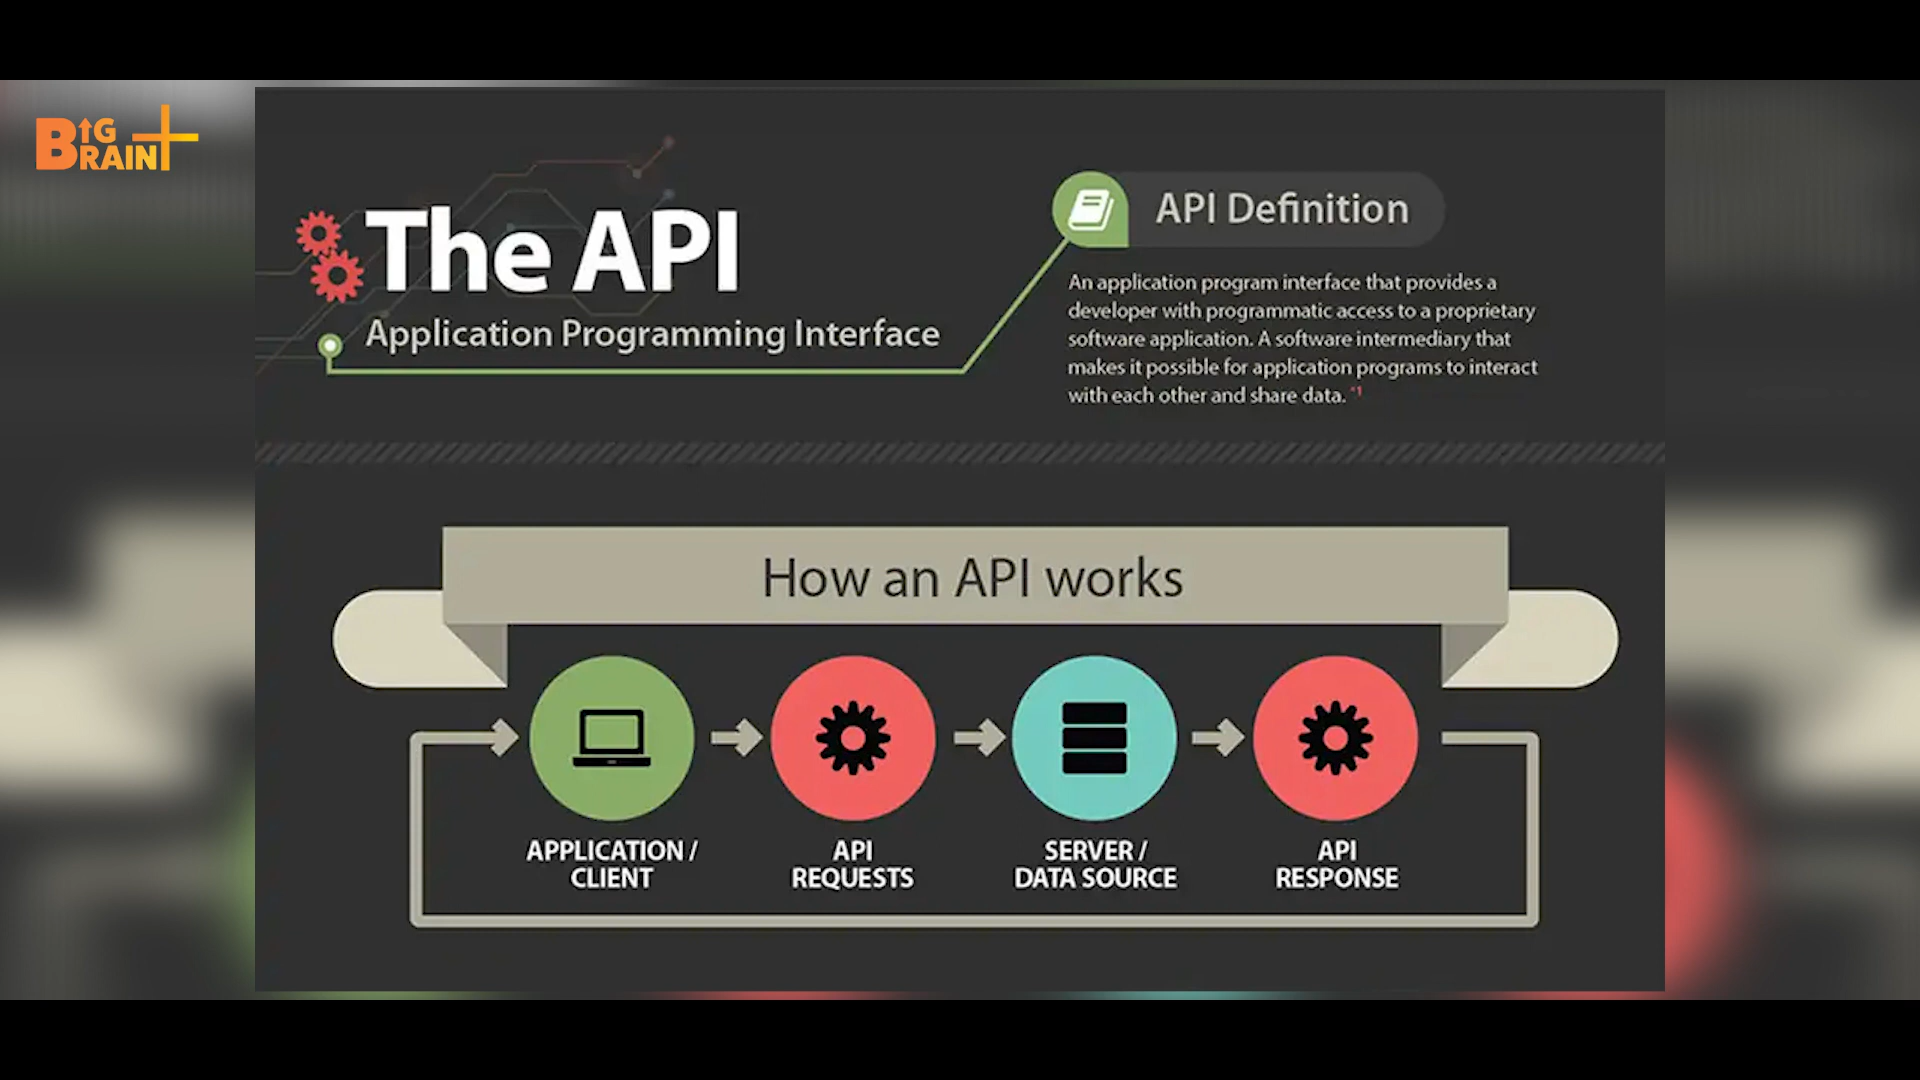 BIG
BRAIN+
The API
Application Programming Interface
API Definition
An application program interface that provides a
developer with programmatic access to a proprietary
software application. A software intermediary that
makes it possible for application programs to interact
with each other and share data. *1
How an API works
APPLICATION /
CLIENT
API
REQUESTS
SERVER /
DATA SOURCE
API
RESPONSE